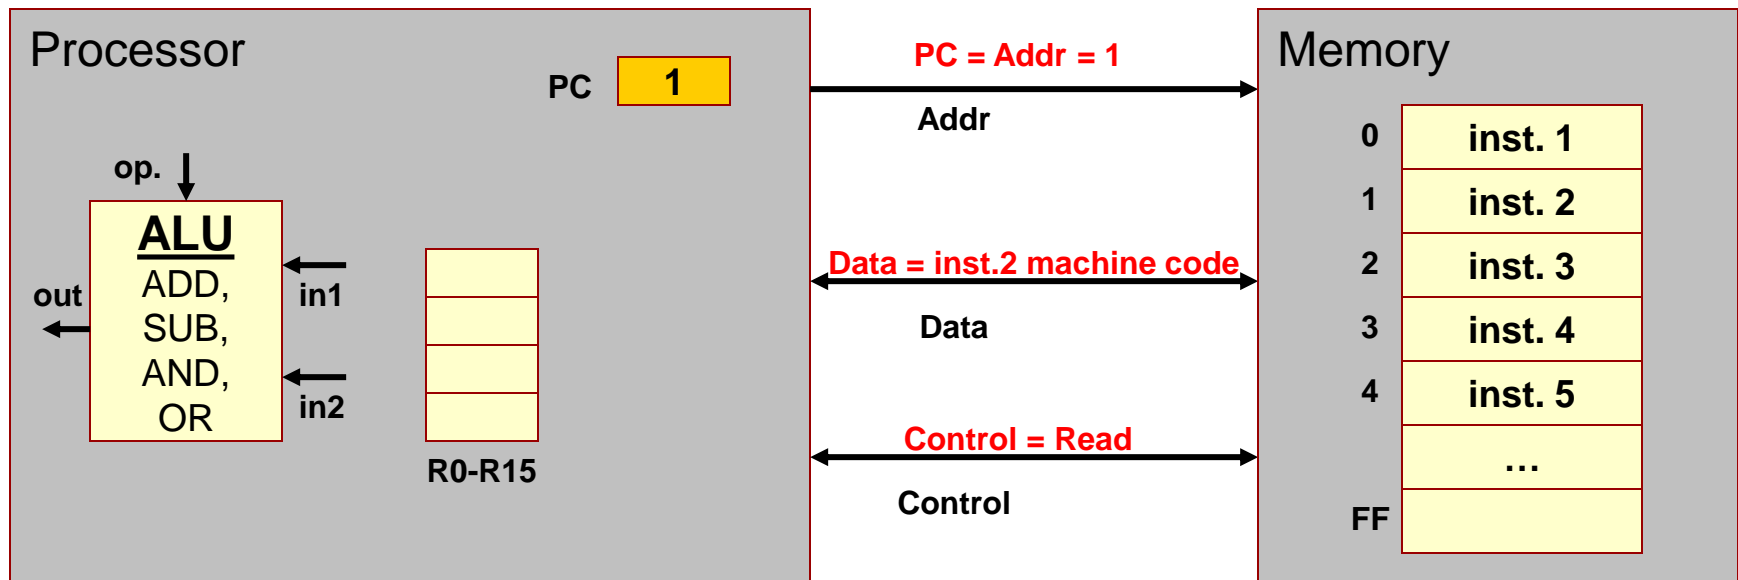 Processor
PC
1
op.
ALU
ADD,
SUB,
AND,
OR
out
in1
in2
R0-R15
PC = Addr = 1
Addr
Data = inst.2 machine code
Data
Control = Read
Control
Memory
0 inst. 1
1 inst. 2
2 inst. 3
3 inst. 4
4 inst. 5
...
FF